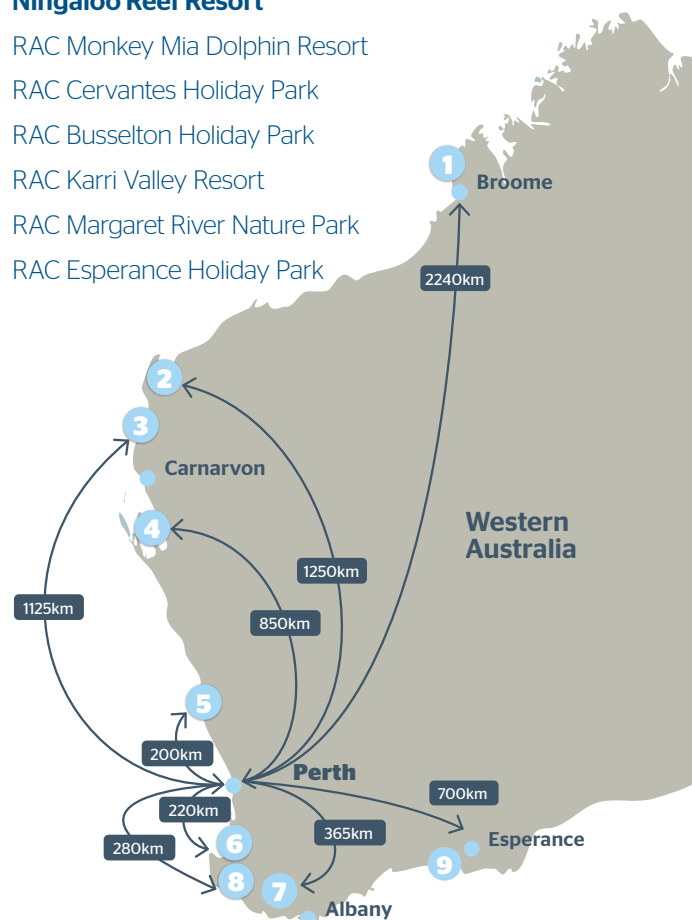 Ningaloo Reef Resort
RAC Monkey Mia Dolphin Resort
RAC Cervantes Holiday Park
RAC Busselton Holiday Park
RAC Karri Valley Resort
RAC Margaret River Nature Park
RAC Esperance Holiday Park
1
Broome
2240km
2
3
Carnarvon
4
Western
Australia
1250km
1125km
850km
5
200km
Perth
700km
220km
365km
280km
6
Esperance
9
8
7
Albany